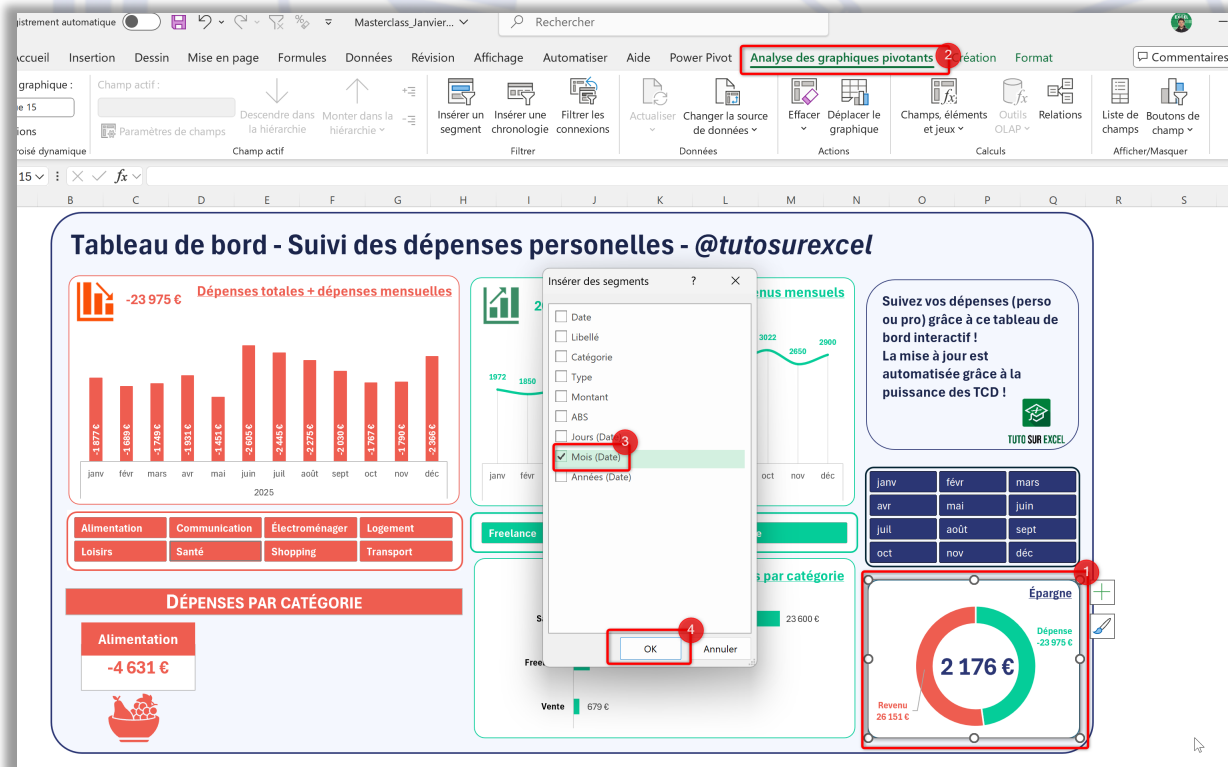 automatique
Masterclass_Janvier...
Rechercher
Insertion
Dessin
Mise en p
Formules
Données
Révision
Affichage
Automatiser
Aide
Power Pivot
Analyse des graphiques pivotants
2
Création
Format
Commentaires
graphique :
Champ actif :
Paramètres de champs
Descendre dans
la hiérarchie
Monter dans la
hiérarchie
Champ actif
Insérer un
segment
Insérer une
chronologie
Filtrer les
connexions
Filtrer
Actualiser
Changer la source
de données
Données
Effacer
Déplacer le
graphique
Actions
Champs, éléments
et jeux
Outils
OLAP
Relations
Calculs
Liste de
champs
Boutons de
champ
Afficher/Masquer
15
fx
B C D E F G H I J K L M N O P Q R S
Tableau de bord - Suivi des dépenses personelles - @tutosurexcel
-23 975 €
Dépenses totales + dépenses mensuelles
-1 877 € -1 689 € -1 749 € -1 931 € -1 451 € -2 605 € -2 445 € -2 275 € -2 030 € -1 767 € -1 790 € -2 366 €
janv févr mars avr mai juin juil août sept oct nov déc
2025
Alimentation Communication Électroménager Logement
Loisirs Santé Shopping Transport
DÉPENSES PAR CATÉGORIE
Alimentation
-4 631 €
2
nus mensuels
1972 1850
3022 2650 2900
janv févr
oct nov déc
Freelance
s par catégorie
23 600 €
Vente 679 €
Insérer des segments ? ×
Date
Libellé
Catégorie
Type
Montant
ABS
Jours (Date)
3
Mois (Date)
Années (Date)
4
OK
Annuler
Suivez vos dépenses (perso
ou pro) grâce à ce tableau de
bord interactif !
La mise à jour est
automatisée grâce à la
puissance des TCD !
TUTO SUR EXCEL
janv févr mars
avr mai juin
juil août sept
oct nov déc
1
Épargne
Dépense
-23 975 €
2 176 €
Revenu
26 151 €